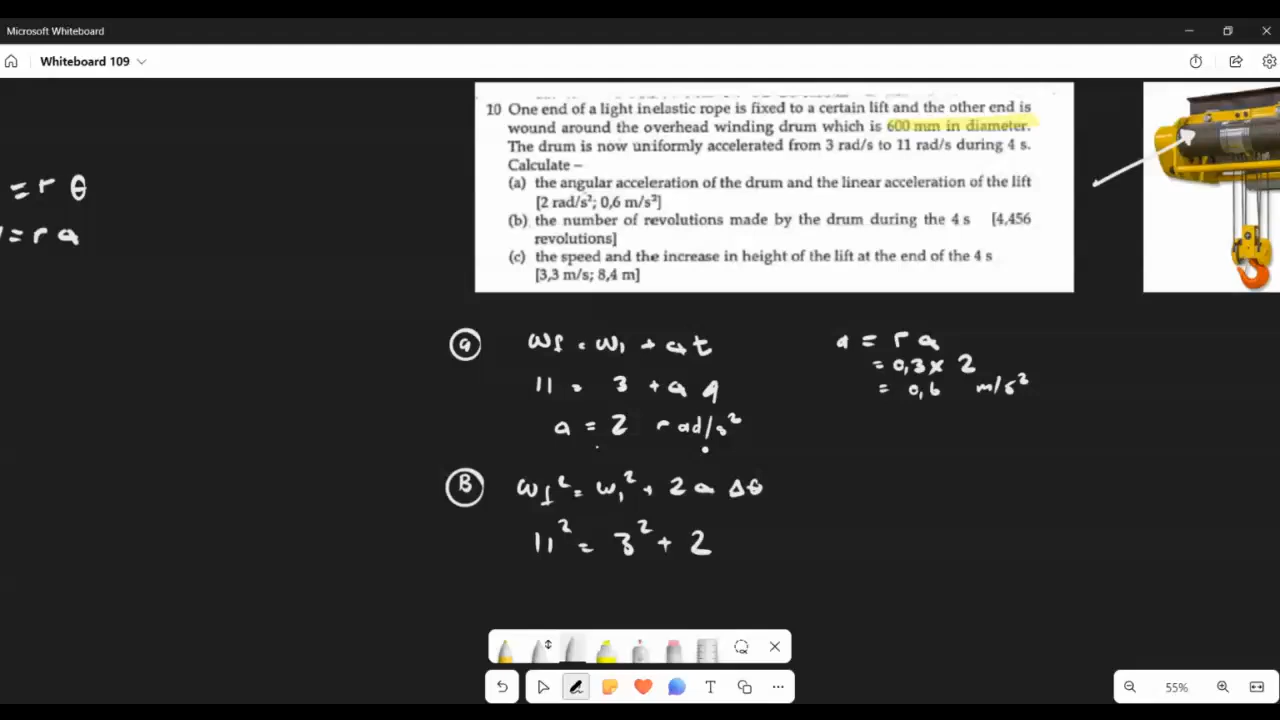 Microsoft Whiteboard
Whiteboard 109
10 One end of a light inelastic rope is fixed to a certain lift and the other end is
wound around the overhead winding drum which is 600 mm in diameter.
The drum is now uniformly accelerated from 3 rad/s to 11 rad/s during 4 s.
Calculate –
(a) the angular acceleration of the drum and the linear acceleration of the lift
[2 rad/s²; 0,6 m/s²]
(b) the number of revolutions made by the drum during the 4 s [4,456
revolutions]
(c) the speed and the increase in height of the lift at the end of the 4 s
[3,3 m/s; 8,4 m]
= r θ
= r α
(a) ωf = ω1 + α t
11 = 3 + α 4
α = 2 rad/s²
a = r α
= 0,3 × 2
= 0,6 m/s²
(B) ωf² = ω1² + 2 α Δθ
11² = 3² + 2
T
55%